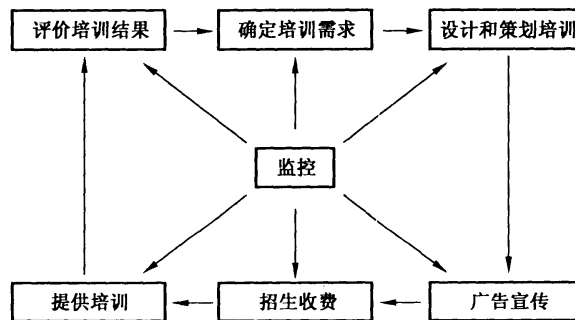 评价培训结果
确定培训需求
设计和策划培训
监控
提供培训
招生收费
广告宣传